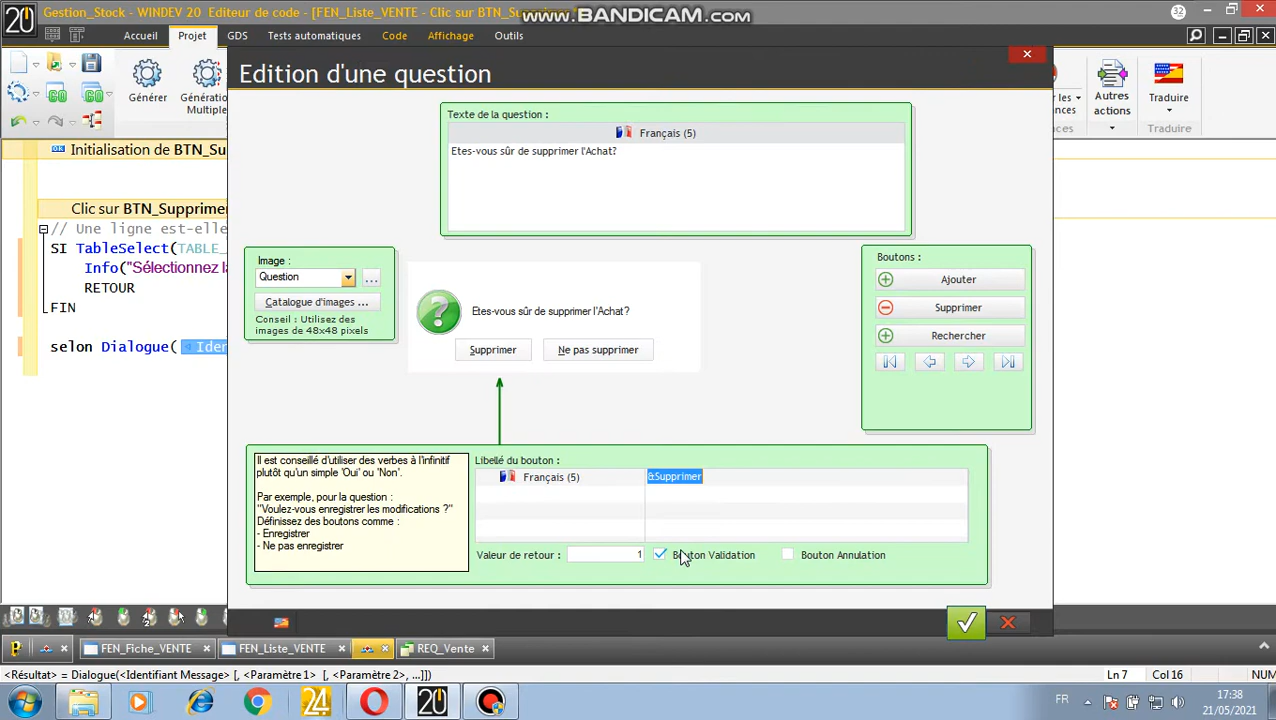 Gestion_Stock - WINDEV 20 Editeur de code - [FEN_Liste_VENTE - Clic sur BTN_Su
www.BANDICAM.com
32
20
Accueil Projet GDS Tests automatiques Code Affichage Outils
Générer
Génération
Multiple
Autres
actions
Traduire
Traduire
Initialisation de BTN_Su
Clic sur BTN_Supprimer
// Une ligne est-elle
SI TableSelect(TABLE_
Info("Sélectionnez la
RETOUR
FIN
selon Dialogue( Iden
Edition d'une question
Texte de la question :
Français (5)
Etes-vous sûr de supprimer l'Achat?
Image :
Question
...
Catalogue d'images ...
Conseil : Utilisez des
images de 48x48 pixels
Etes-vous sûr de supprimer l'Achat?
Supprimer Ne pas supprimer
Boutons :
Ajouter
Supprimer
Rechercher
Il est conseillé d'utiliser des verbes à l'infinitif
plutôt qu'un simple 'Oui' ou 'Non'.
Par exemple, pour la question :
"Voulez-vous enregistrer les modifications ?"
Définissez des boutons comme :
- Enregistrer
- Ne pas enregistrer
Libellé du bouton :
Français (5) &Supprimer
Valeur de retour : 1 Bouton Validation Bouton Annulation
FEN_Fiche_VENTE FEN_Liste_VENTE REQ_Vente
<Résultat> = Dialogue(<Identifiant Message> [, <Paramètre 1> [, <Paramètre 2>, ...]]) Ln 7 Col 16 NUM
24 20 FR 17:38
21/05/2021